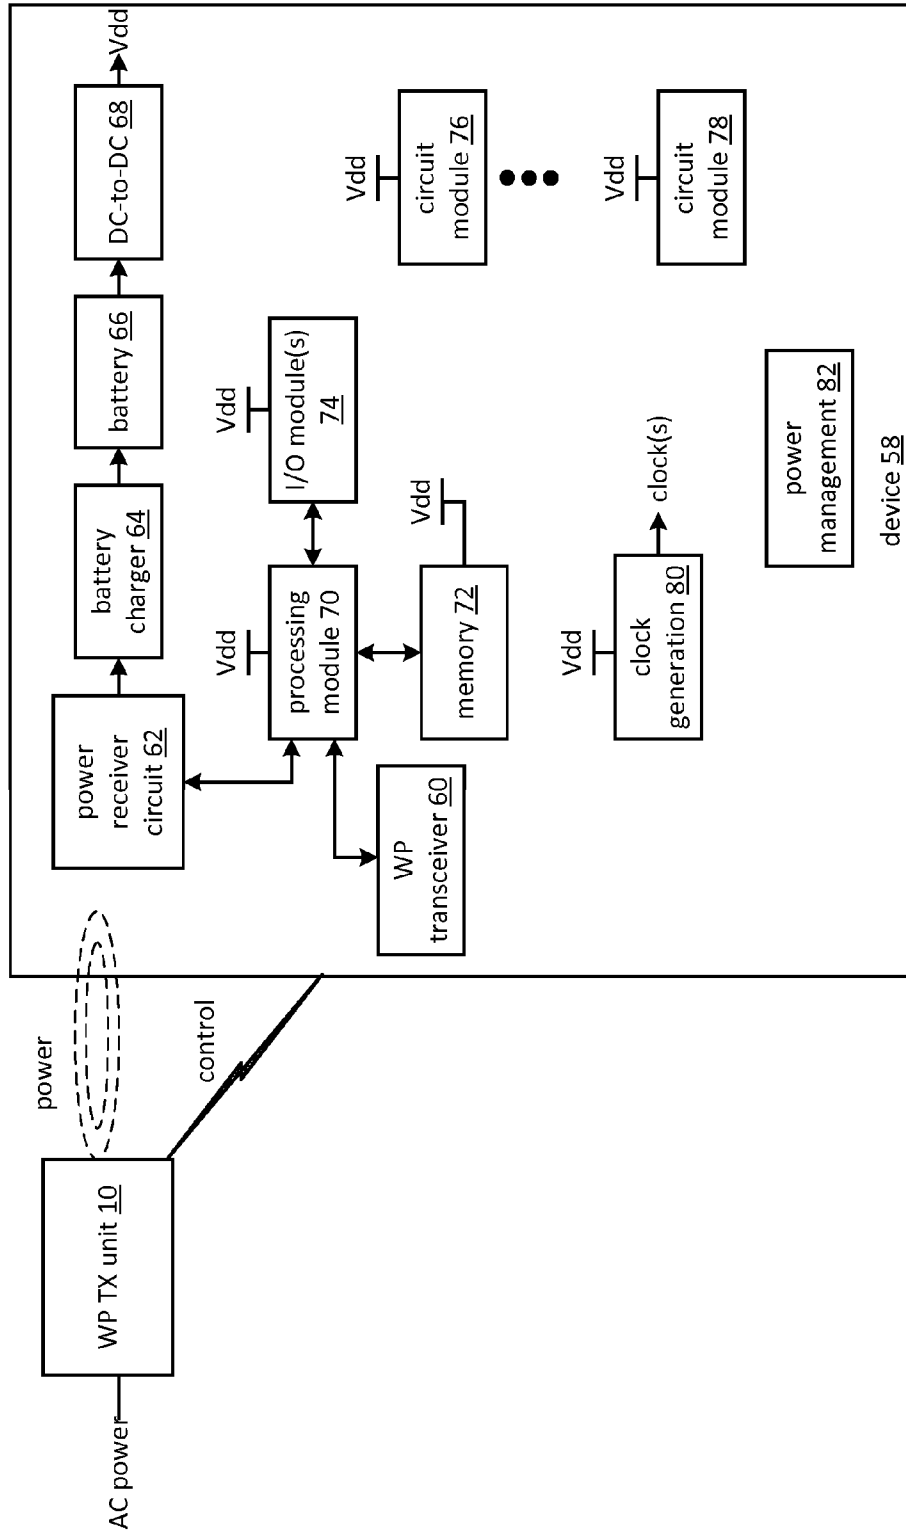 AC power
WP TX unit 10
power
control
power
receiver
circuit 62
battery
charger 64
battery 66
DC-to-DC 68
Vdd
WP
transceiver 60
Vdd
processing
module 70
Vdd
I/O module(s)
74
Vdd
memory 72
Vdd
circuit
module 76
Vdd
circuit
module 78
Vdd
clock
generation 80
clock(s)
power
management 82
device 58